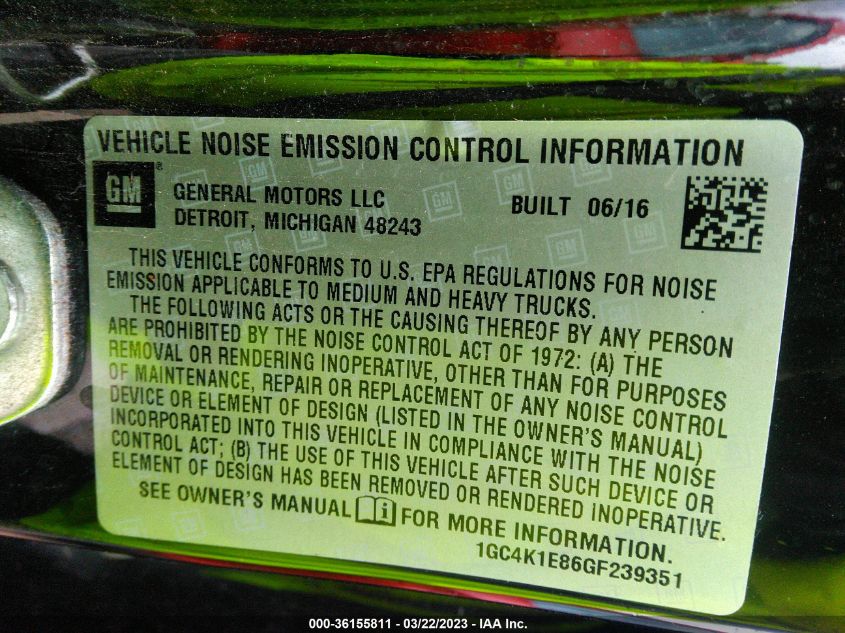 VEHICLE NOISE EMISSION CONTROL INFORMATION
GM ®
GENERAL MOTORS LLC
DETROIT, MICHIGAN 48243
BUILT 06/16
THIS VEHICLE CONFORMS TO U.S. EPA REGULATIONS FOR NOISE
EMISSION APPLICABLE TO MEDIUM AND HEAVY TRUCKS.
THE FOLLOWING ACTS OR THE CAUSING THEREOF BY ANY PERSON
ARE PROHIBITED BY THE NOISE CONTROL ACT OF 1972: (A) THE
REMOVAL OR RENDERING INOPERATIVE, OTHER THAN FOR PURPOSES
OF MAINTENANCE, REPAIR OR REPLACEMENT OF ANY NOISE CONTROL
DEVICE OR ELEMENT OF DESIGN (LISTED IN THE OWNER'S MANUAL)
INCORPORATED INTO THIS VEHICLE IN COMPLIANCE WITH THE NOISE
CONTROL ACT; (B) THE USE OF THIS VEHICLE AFTER SUCH DEVICE OR
ELEMENT OF DESIGN HAS BEEN REMOVED OR RENDERED INOPERATIVE.
SEE OWNER'S MANUAL i FOR MORE INFORMATION.
1GC4K1E86GF239351
000-36155811 - 03/22/2023 - IAA Inc.